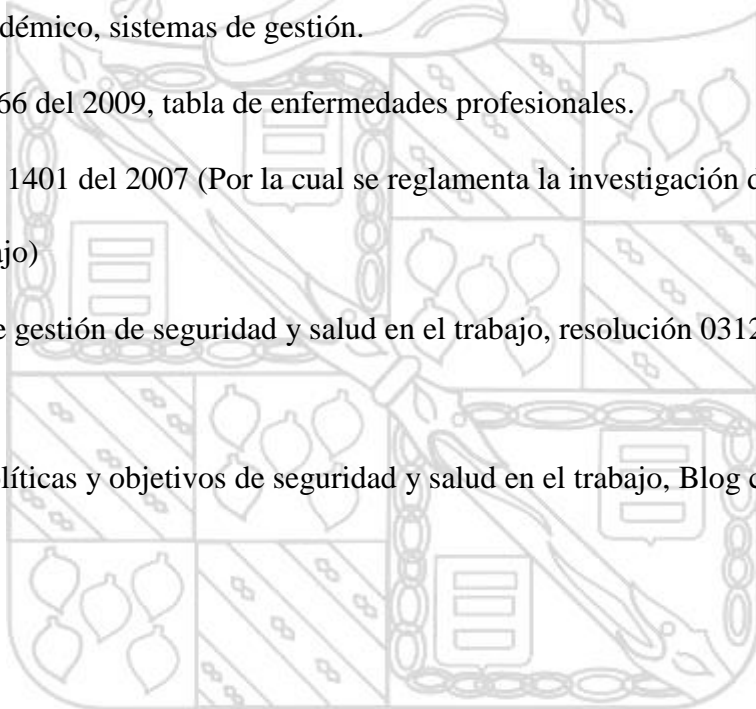 démico, sistemas de gestión.
66 del 2009, tabla de enfermedades profesionales.
1401 del 2007 (Por la cual se reglamenta la investigación
ajo)
e gestión de seguridad y salud en el trabajo, resolución 0312
líticas y objetivos de seguridad y salud en el trabajo, Blog